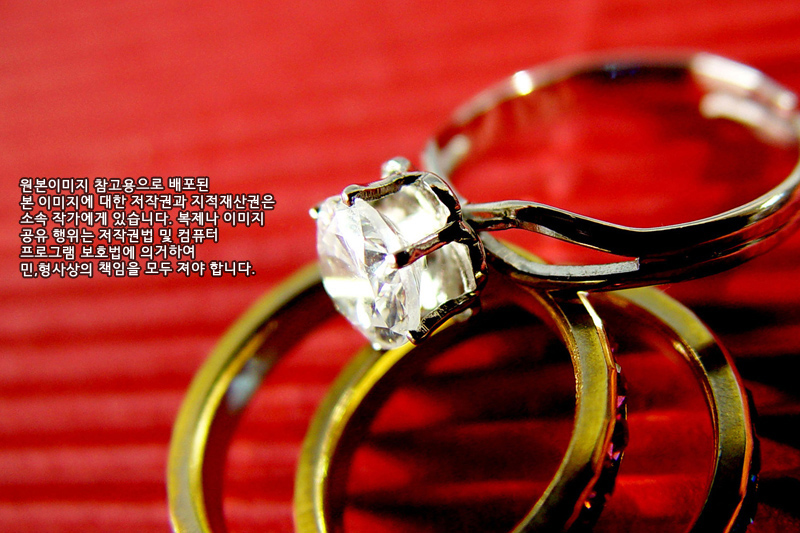 원본이미지 참고용으로 배포된
본 이미지에 대한 저작권과 지적재산권은
소속 작가에게 있습니다. 복제나 이미지
공유 행위는 저작권법 및 컴퓨터
프로그램 보호법에 의거하여
민,형사상의 책임을 모두 져야 합니다.